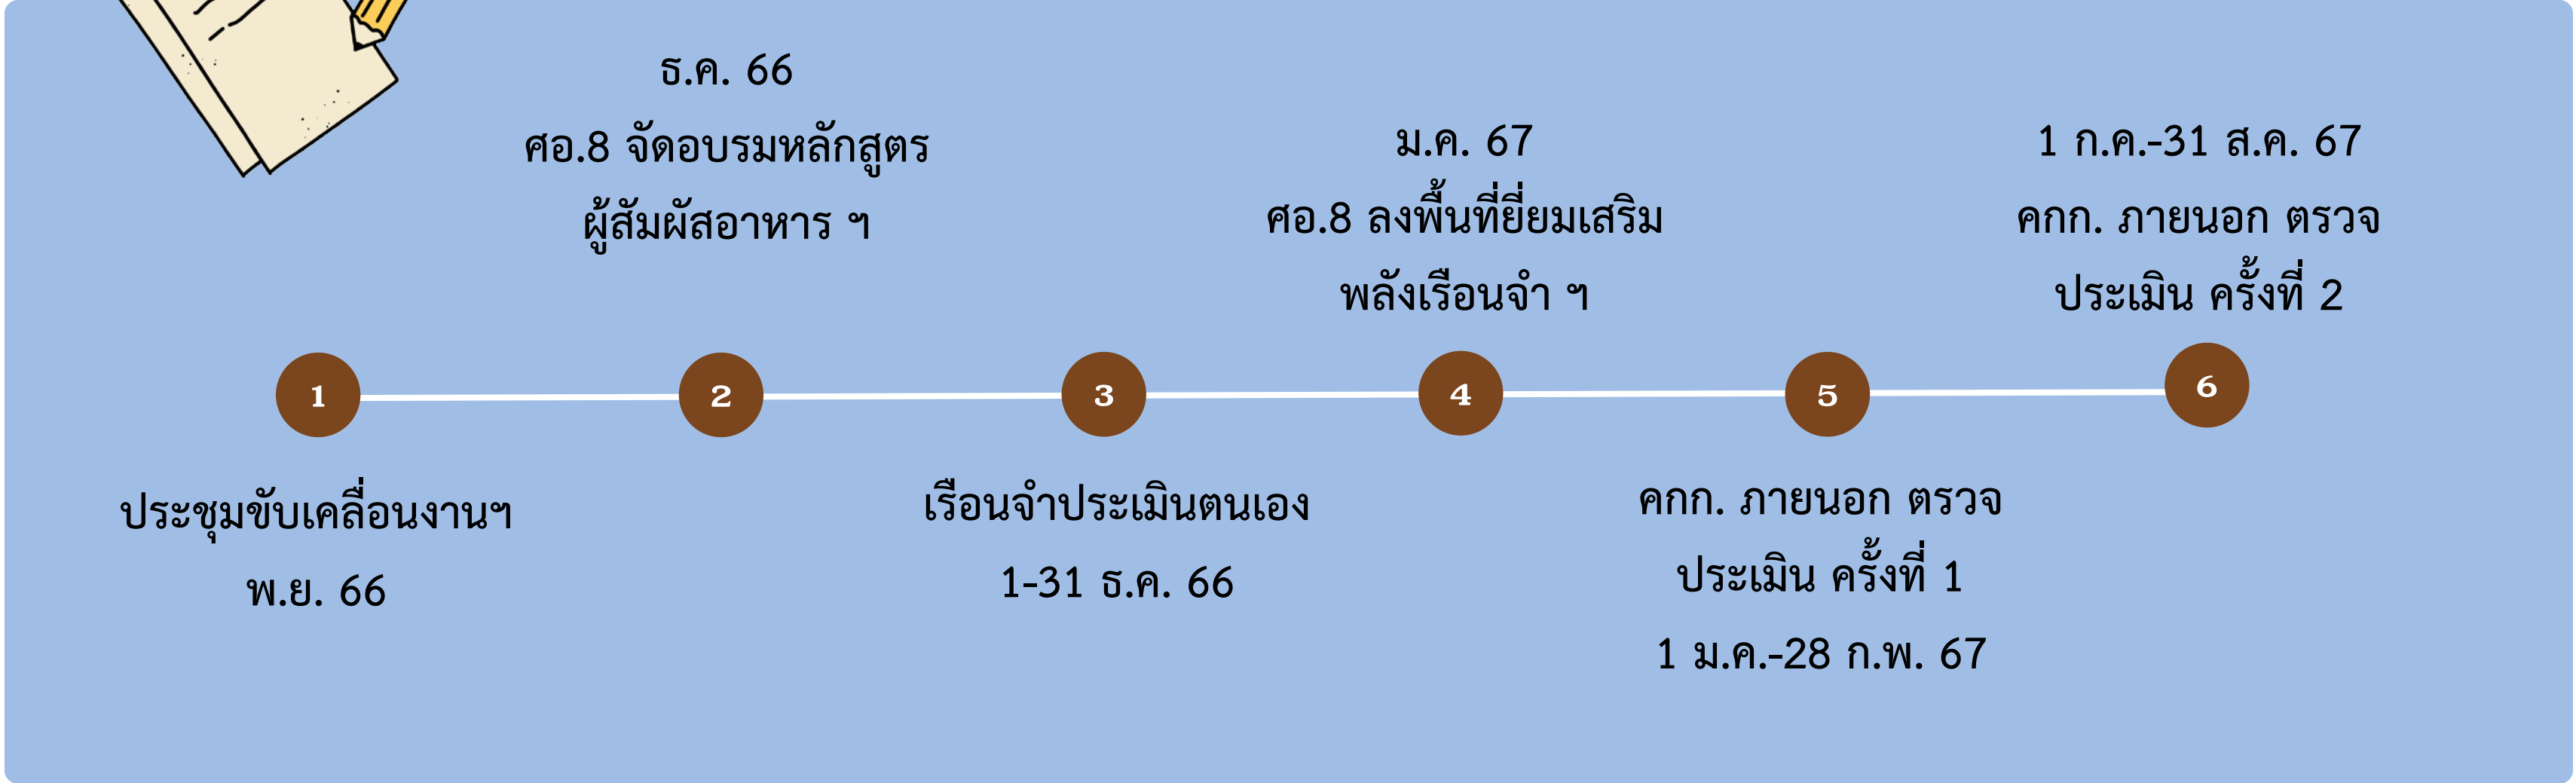 1
ประชุมขับเคลื่อนงานฯ
พ.ย. 66
ธ.ค. 66
ศอ.8 จัดอบรมหลักสูตร
ผู้สัมผัสอาหาร ฯ
2
3
เรือนจำประเมินตนเอง
1-31 ธ.ค. 66
ม.ค. 67
ศอ.8 ลงพื้นที่ยี่ยมเสริม
พลังเรือนจำ ฯ
4
5
คกก. ภายนอก ตรวจ
ประเมิน ครั้งที่ 1
1 ม.ค.-28 ก.พ. 67
1 ก.ค.-31 ส.ค. 67
คกก. ภายนอก ตรวจ
ประเมิน ครั้งที่ 2
6